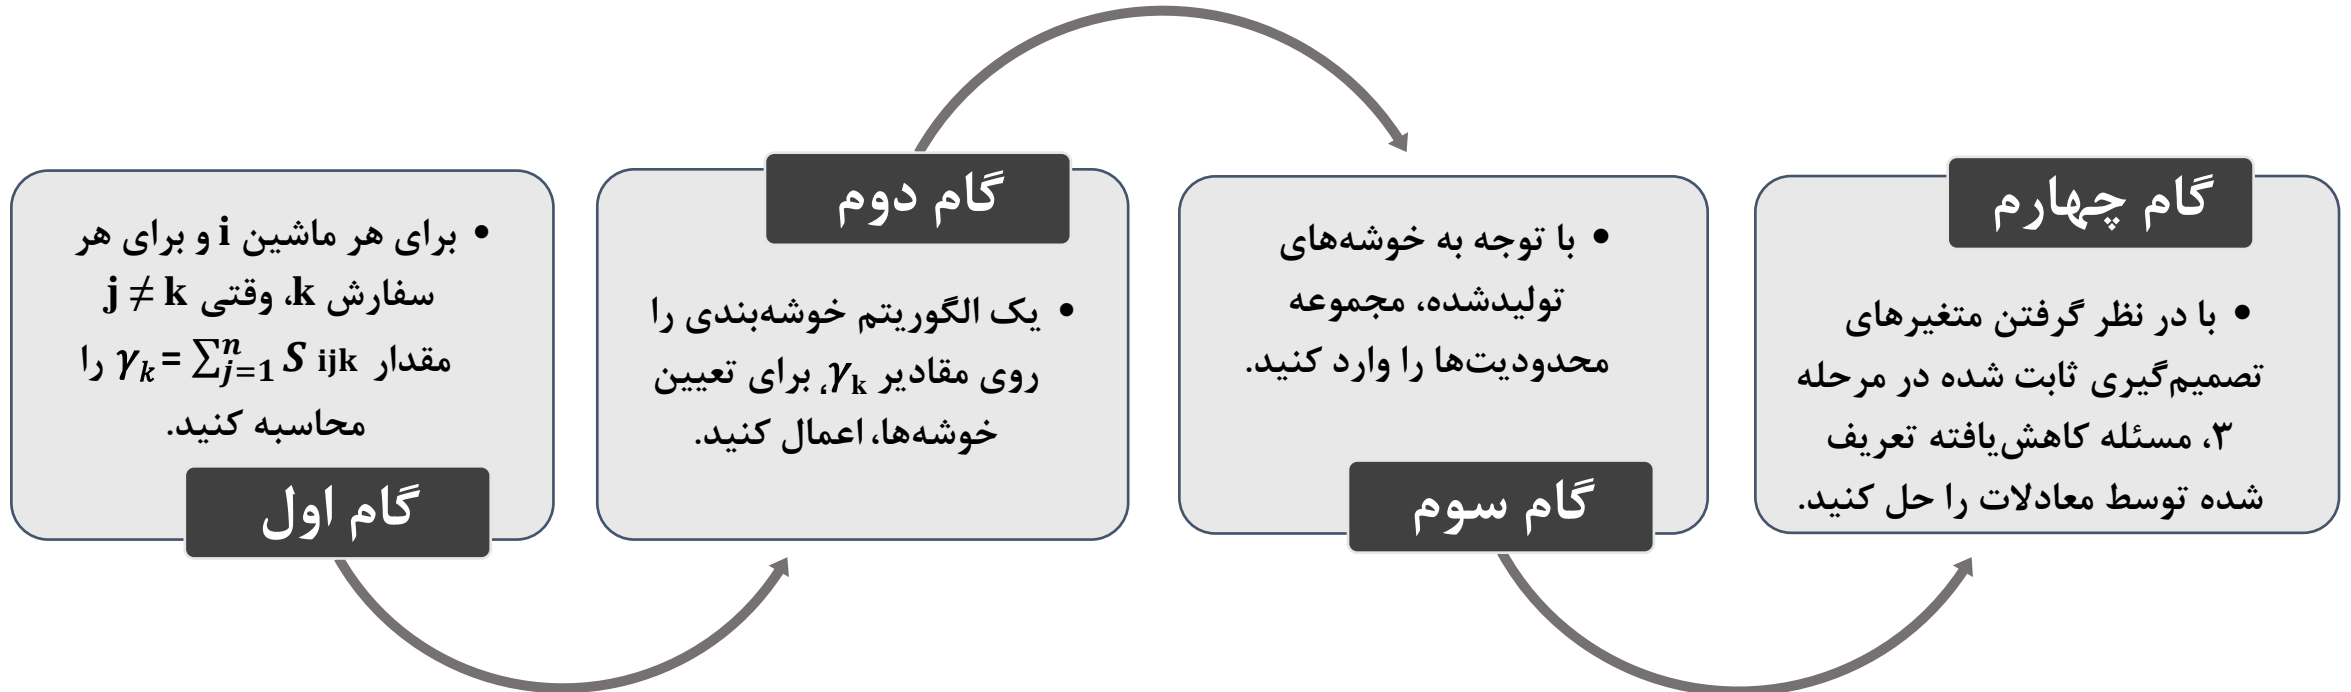 برای هر ماشین i و برای هر
سفارش k، وقتی j ≠ k
مقدار γₖ = ∑ⁿⱼ₌₁ S ijk را
محاسبه کنید.
گام اول
گام دوم
یک الگوریتم خوشه‌بندی را
روی مقادیر γₖ، برای تعیین
خوشه‌ها، اعمال کنید.
با توجه به خوشه‌های
تولیدشده، مجموعه
محدودیت‌ها را وارد کنید.
گام سوم
گام چهارم
با در نظر گرفتن متغیرهای
تصمیم‌گیری ثابت شده در مرحله
۳، مسئله کاهش‌یافته تعریف
شده توسط معادلات را حل کنید.